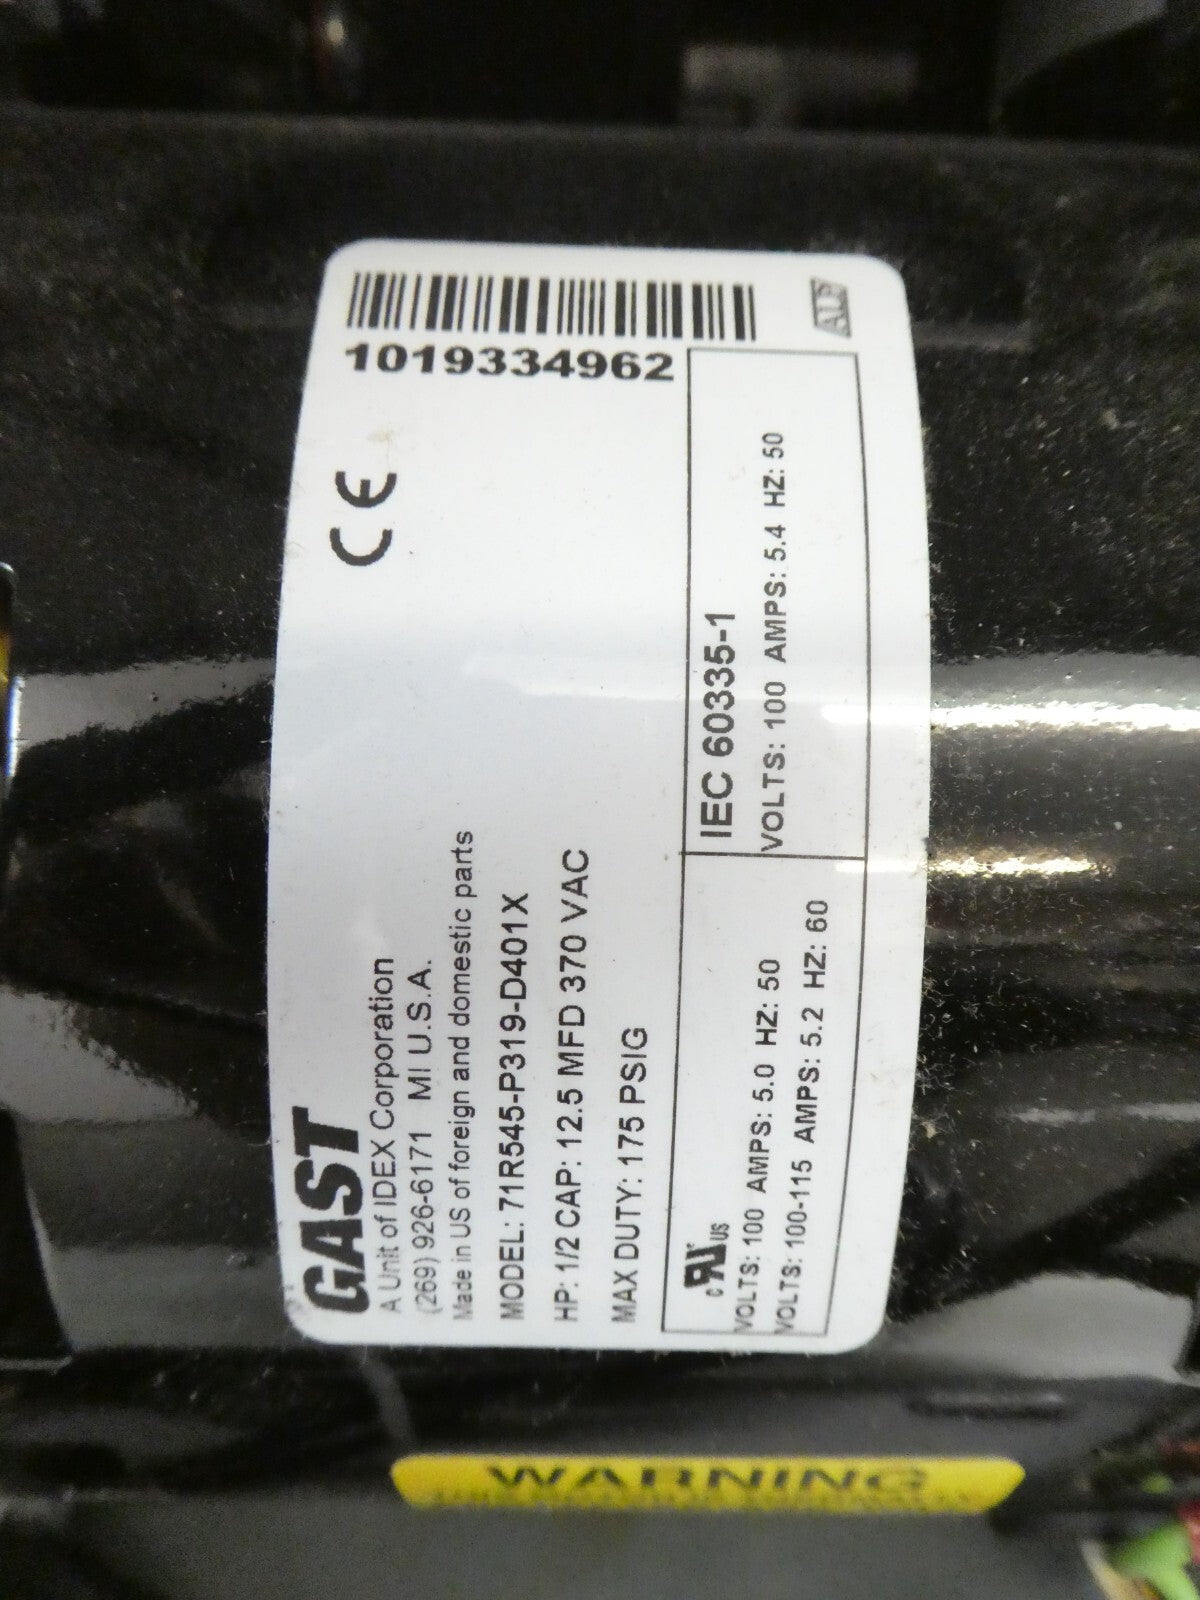 GAST
A Unit of IDEX Corporation
(269) 926-6171 MI U.S.A.
Made in US of foreign and domestic parts
MODEL: 71R545-P319-D401X
HP: 1/2 CAP: 12.5 MFD 370 VAC
MAX DUTY: 175 PSIG
c RU US
VOLTS: 100 AMPS: 5.0 HZ: 50
VOLTS: 100-115 AMPS: 5.2 HZ: 60
IEC 60335-1
VOLTS: 100 AMPS: 5.4 HZ: 50
CE
1019334962
ALP
WARNING